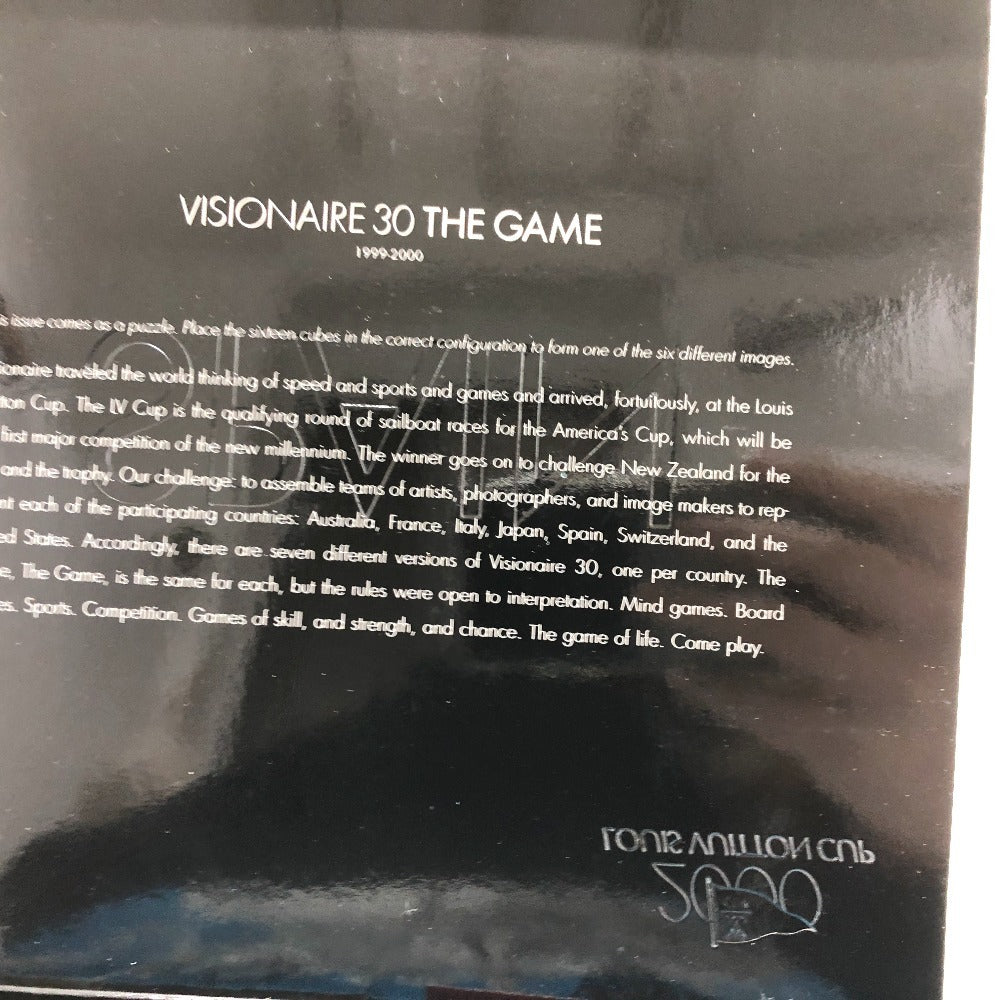 VISIONAIRE 30 THE GAME
1999-2000
s issue comes as a puzzle. Place the sixteen cubes in the correct configuration to form one of the six different images.
ionaire traveled the world thinking of speed and sports and games and arrived, fortuitously, at the Louis
tton Cup. The LV Cup is the qualifying round of sailboat races for the America's Cup, which will be
first major competition of the new millennium. The winner goes on to challenge New Zealand for the
and the trophy. Our challenge: to assemble teams of artists, photographers, and image makers to rep-
nt each of the participating countries: Australia, France, Italy, Japan, Spain, Switzerland, and the
ed States. Accordingly, there are seven different versions of Visionaire 30, one per country. The
e, The Game, is the same for each, but the rules were open to interpretation. Mind games. Board
es. Sports. Competition. Games of skill, and strength, and chance. The game of life. Come play.
LOUIS VUITTON CUP
2000